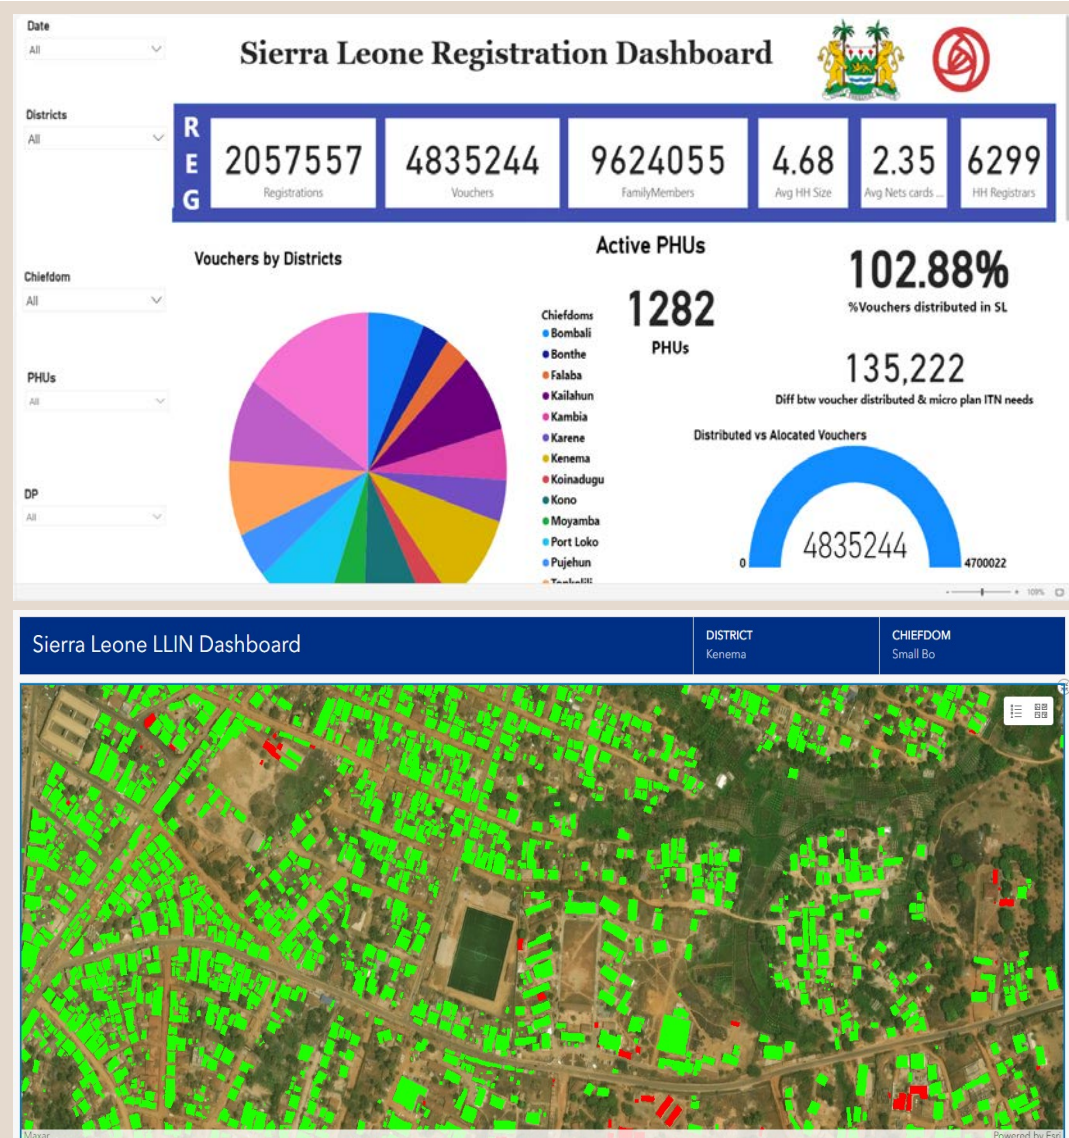 Date
All
Sierra Leone Registration Dashboard
Districts
All
REG
2057557
Registrations
4835244
Vouchers
9624055
FamilyMembers
4.68
Avg HH Size
2.35
Avg Nets cards ...
6299
HH Registrars
Chiefdom
All
PHUs
All
DP
All
Vouchers by Districts
Chiefdoms
Bombali
Bonthe
Falaba
Kailahun
Kambia
Karene
Kenema
Koinadugu
Kono
Moyamba
Port Loko
Pujehun
Active PHUs
1282
PHUs
102.88%
%Vouchers distributed in SL
135,222
Diff btw voucher distributed & micro plan ITN needs
Distributed vs Alocated Vouchers
4835244
0
4700022
- + 109%
Sierra Leone LLIN Dashboard
DISTRICT
Kenema
CHIEFDOM
Small Bo
Maxar
Powered by Esri